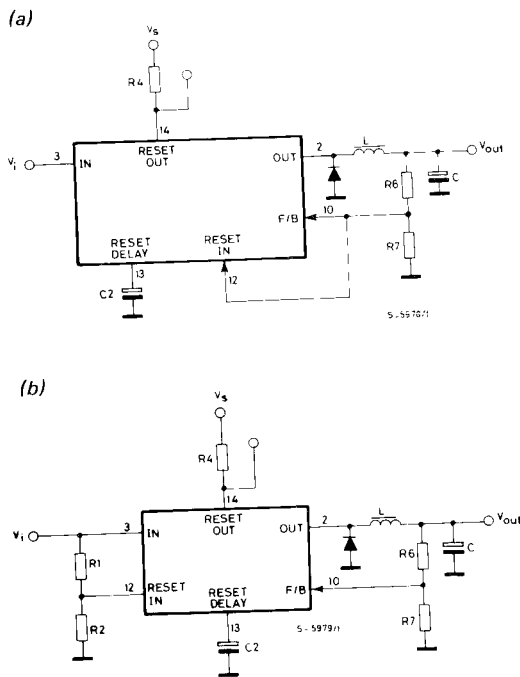 (a)
Vs
R4
14
Vi
3
IN
RESET
OUT
OUT
2
L
Vout
R6
C
F/B
10
R7
RESET
DELAY
RESET
IN
13
12
C2
(b)
Vs
R4
14
Vi
3
IN
RESET
OUT
OUT
2
L
Vout
R1
R6
C
12
RESET
IN
RESET
DELAY
F/B
10
R2
R7
13
C2
S-5979/1